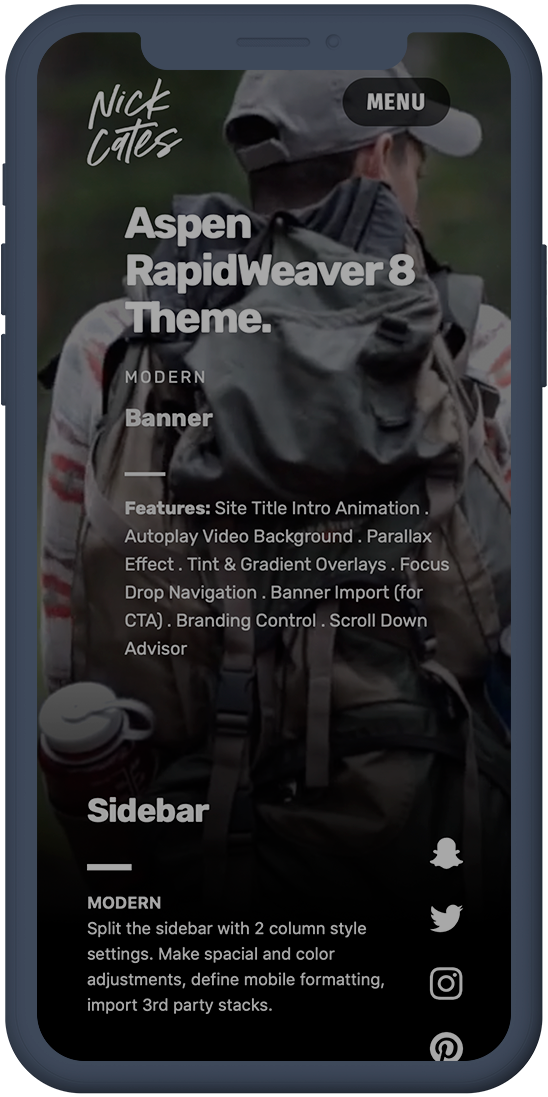 Nick
Cates
MENU
Aspen
RapidWeaver 8
Theme.
MODERN
Banner
Features: Site Title Intro Animation .
Autoplay Video Background . Parallax
Effect . Tint & Gradient Overlays . Focus
Drop Navigation . Banner Import (for
CTA) . Branding Control . Scroll Down
Advisor
Sidebar
MODERN
Split the sidebar with 2 column style
settings. Make spacial and color
adjustments, define mobile formatting,
import 3rd party stacks.